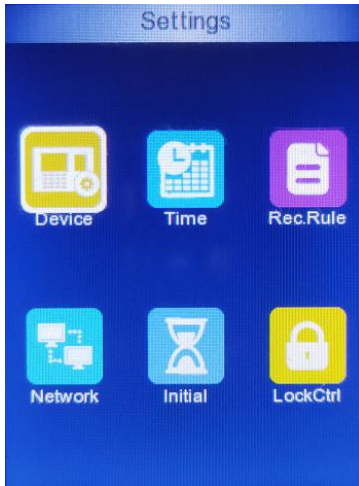 Settings
Device
Time
Rec.Rule
Network
Initial
LockCtrl